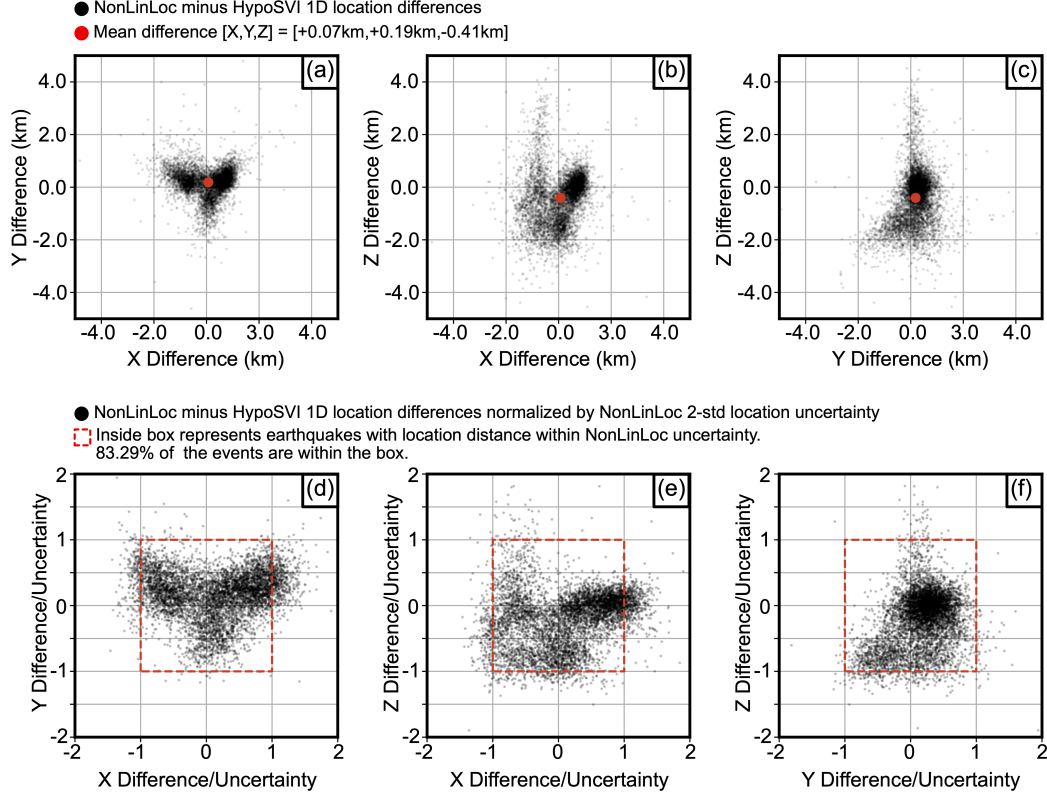 NonLinLoc minus HypoSVI 1D location differences
Mean difference [X,Y,Z] = [+0.07km,+0.19km,-0.41km]
(a)
4.0
2.0
0.0
-2.0
-4.0
Y Difference (km)
-4.0 -2.0 0.0 3.0 4.0
X Difference (km)
(b)
4.0
2.0
0.0
-2.0
-4.0
Z Difference (km)
-4.0 -2.0 0.0 3.0 4.0
X Difference (km)
(c)
4.0
2.0
0.0
-2.0
-4.0
Z Difference (km)
-4.0 -2.0 0.0 3.0 4.0
Y Difference (km)
NonLinLoc minus HypoSVI 1D location differences normalized by NonLinLoc 2-std location uncertainty
Inside box represents earthquakes with location distance within NonLinLoc uncertainty.
83.29% of the events are within the box.
(d)
2
1
0
-1
-2
Y Difference/Uncertainty
-2 -1 0 1 2
X Difference/Uncertainty
(e)
2
1
0
-1
-2
Z Difference/Uncertainty
-2 -1 0 1 2
X Difference/Uncertainty
(f)
2
1
0
-1
-2
Z Difference/Uncertainty
-2 -1 0 1 2
Y Difference/Uncertainty